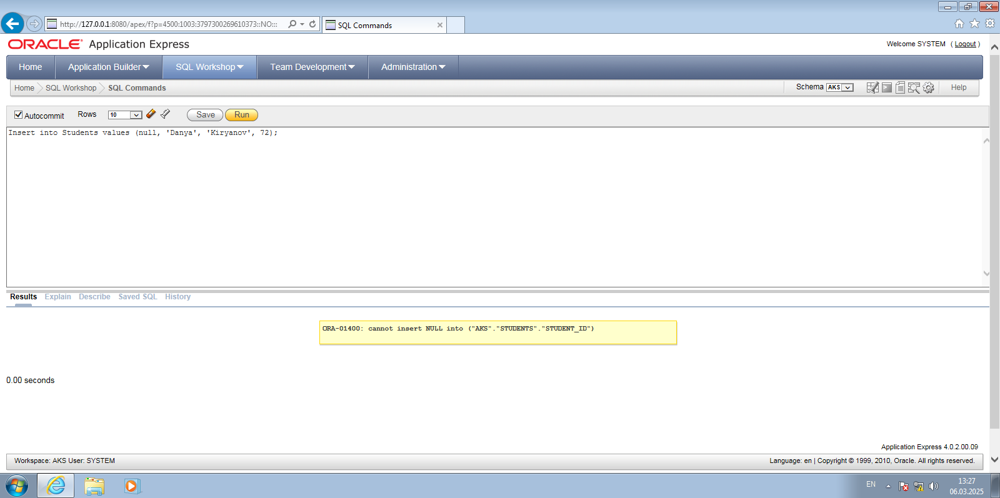 http://127.0.0.1:8080/apex/f?p=4500:1003:3797300269610373::NO:::
SQL Commands
ORACLE Application Express
Welcome SYSTEM ( Logout )
Home Application Builder SQL Workshop Team Development Administration
Home SQL Workshop SQL Commands Schema AKS Help
Autocommit Rows 10 Save Run
Insert into Students values (null, 'Danya', 'Kiryanov', 72);
Results Explain Describe Saved SQL History
ORA-01400: cannot insert NULL into ("AKS"."STUDENTS"."STUDENT_ID")
0.00 seconds
Application Express 4.0.2.00.09
Workspace: AKS User: SYSTEM Language: en | Copyright © 1999, 2010, Oracle. All rights reserved.
EN 13:27
06.03.2025